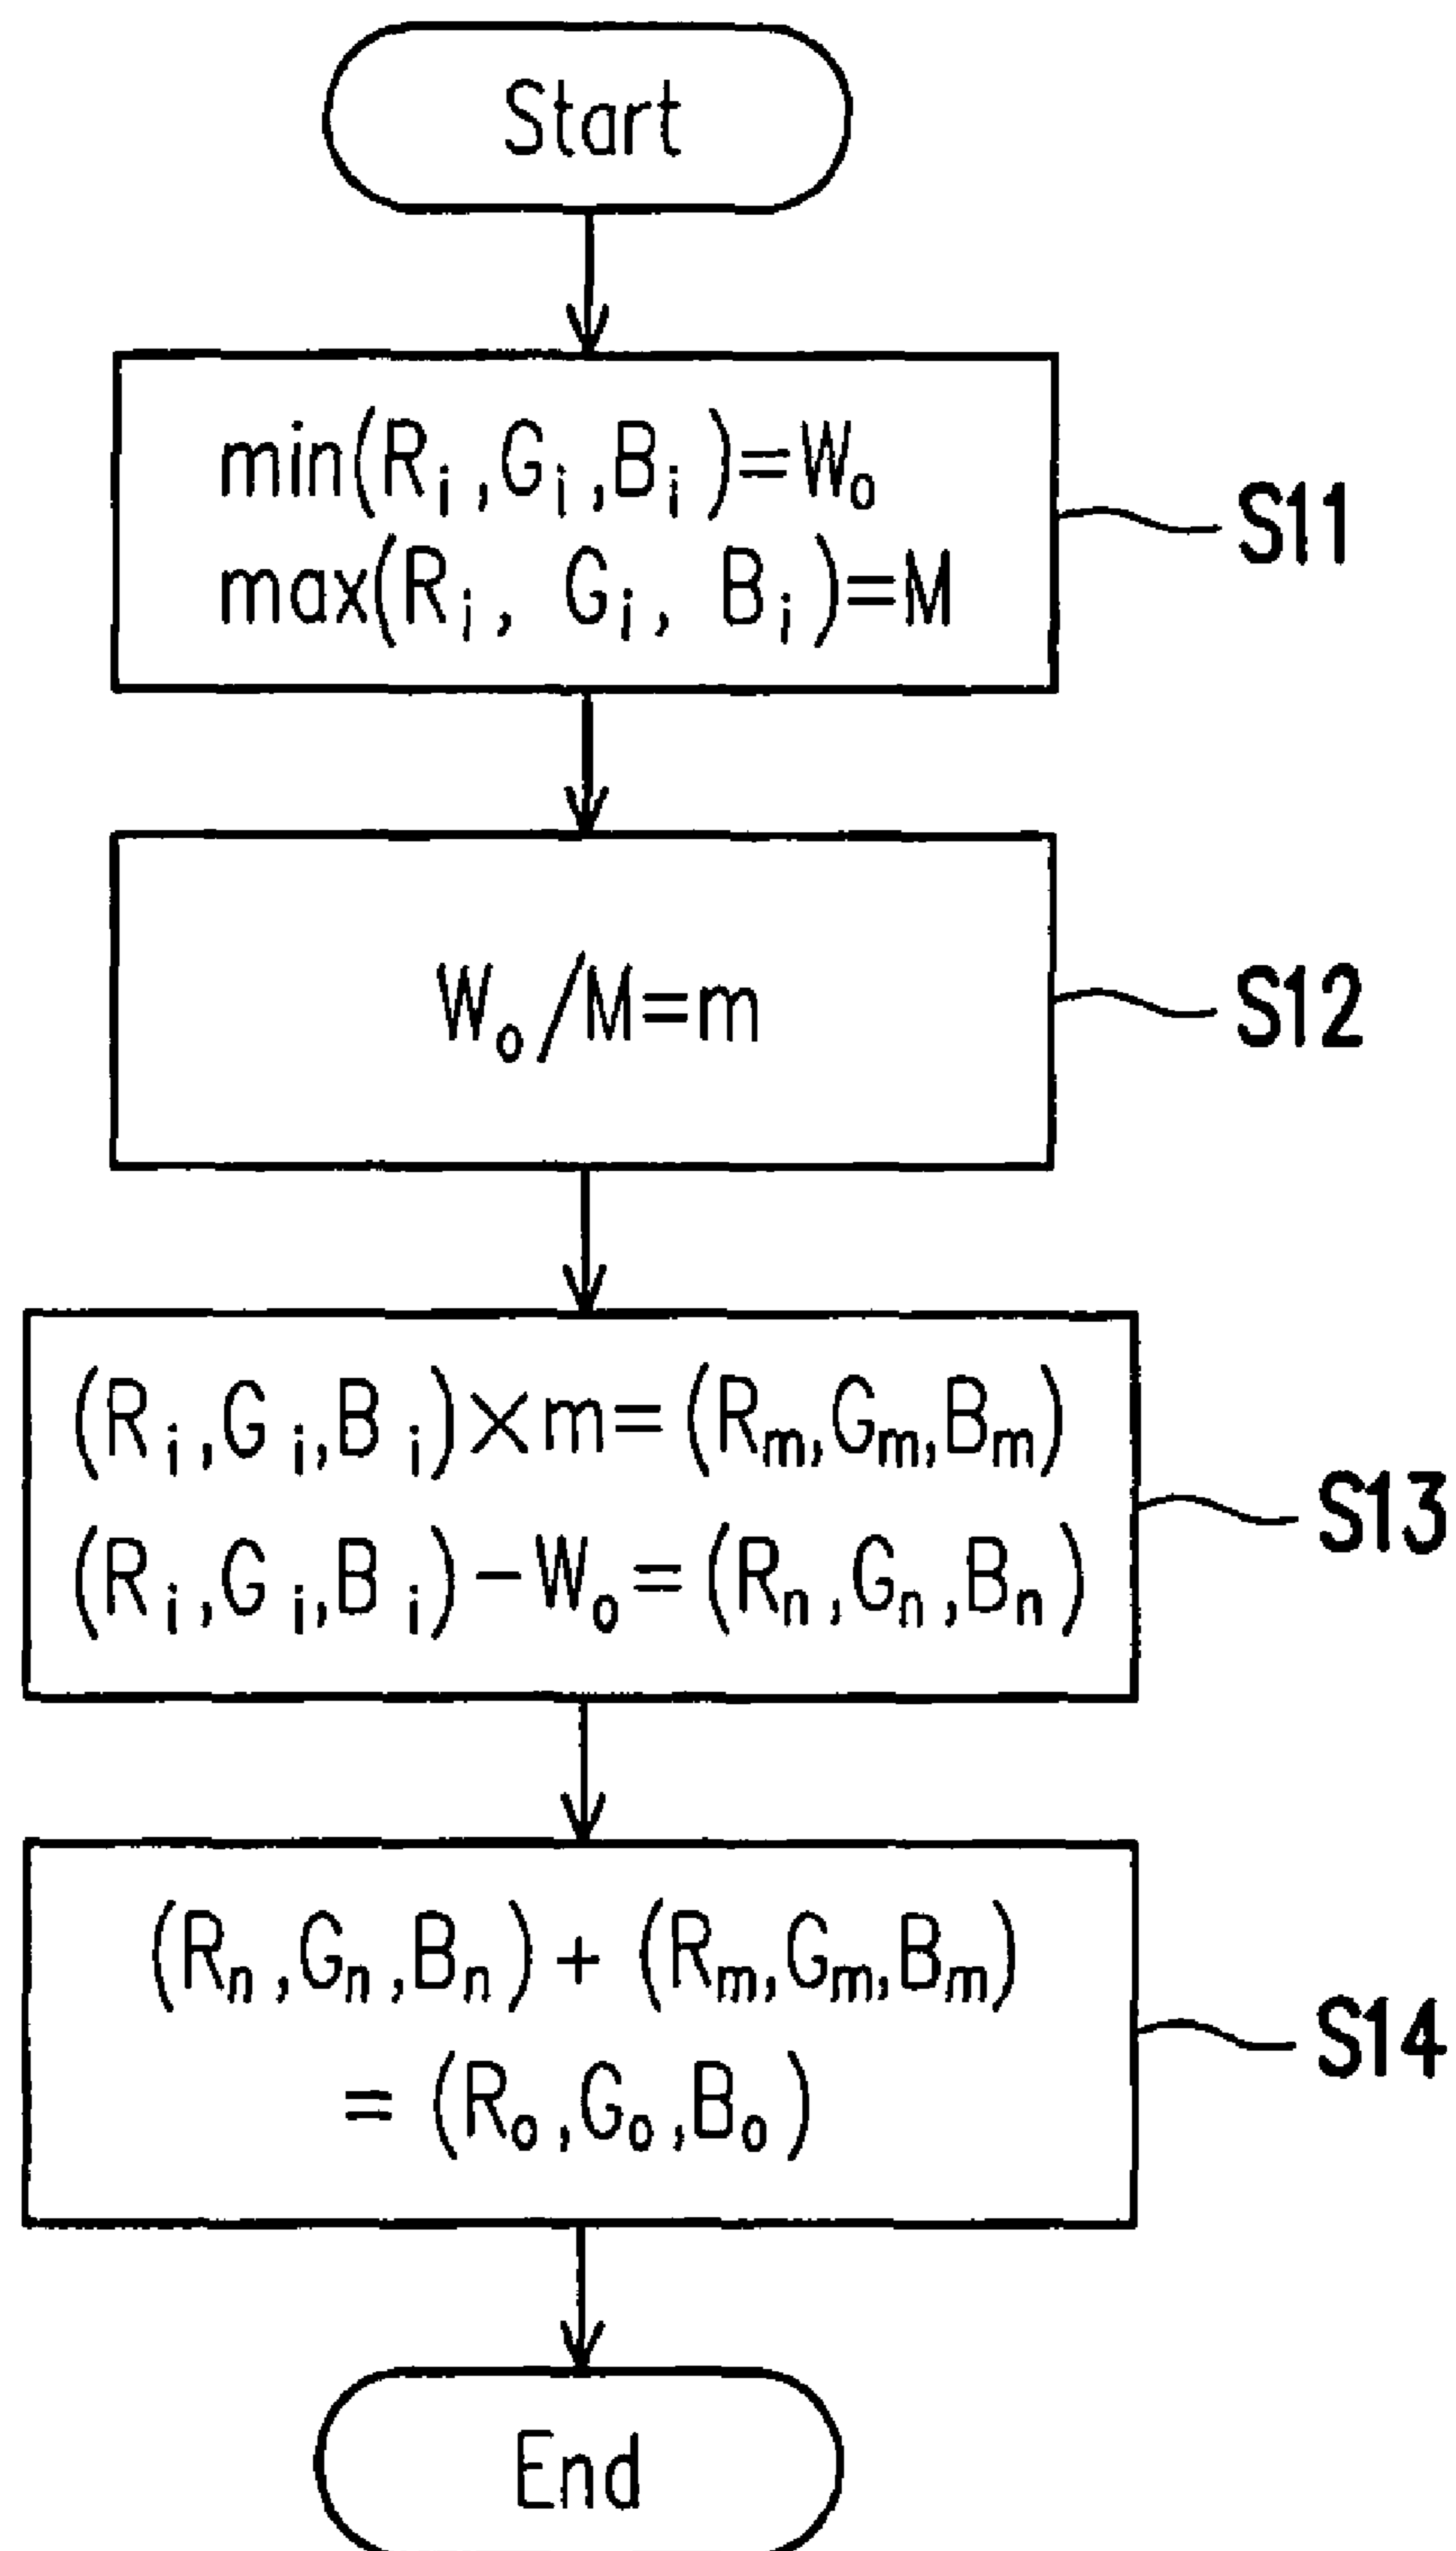 Start
min(Rᵢ,Gᵢ,Bᵢ)=Wₒ
max(Rᵢ, Gᵢ, Bᵢ)=M
S11
Wₒ/M=m
S12
(Rᵢ,Gᵢ,Bᵢ)×m=(Rₘ,Gₘ,Bₘ)
(Rᵢ,Gᵢ,Bᵢ)-Wₒ=(Rₙ,Gₙ,Bₙ)
S13
(Rₙ,Gₙ,Bₙ)+(Rₘ,Gₘ,Bₘ)
=(Rₒ,Gₒ,Bₒ)
S14
End